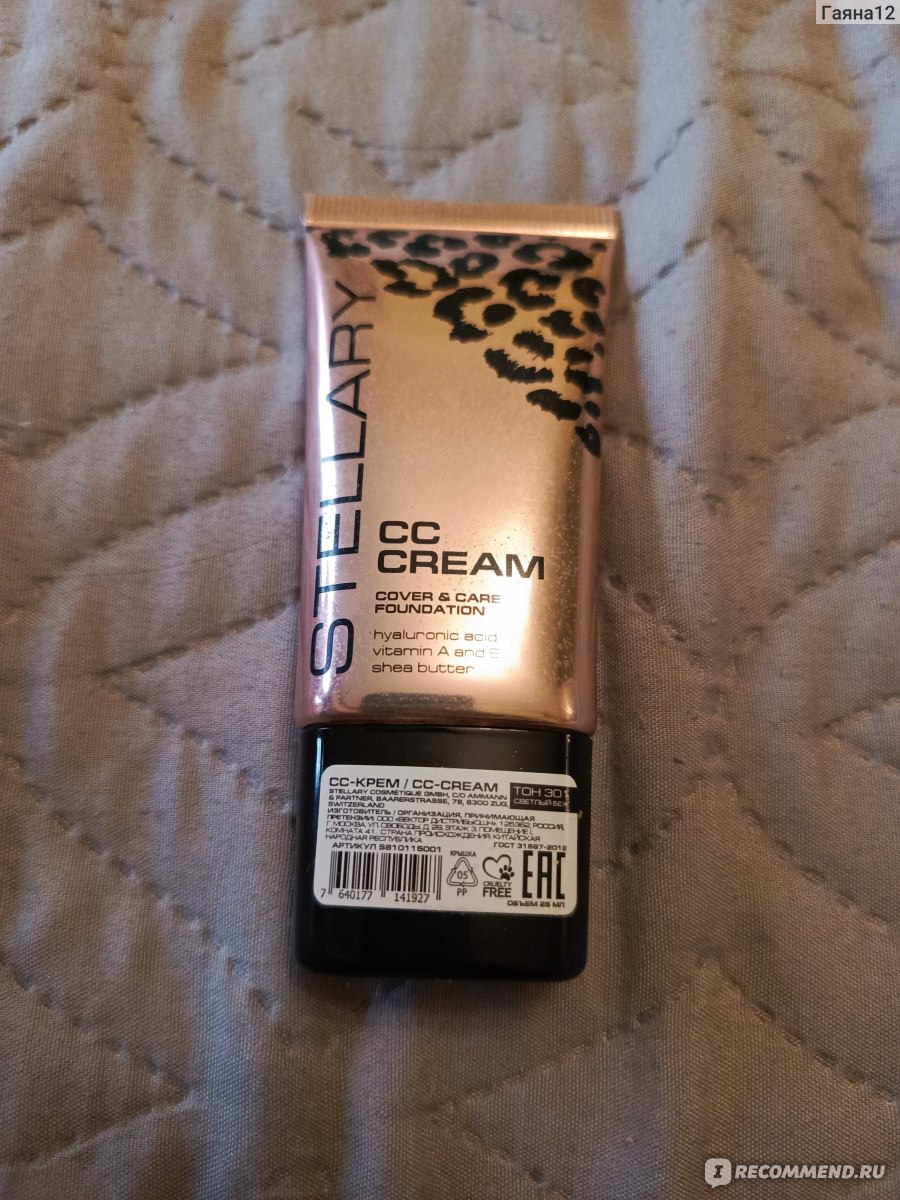 Гаяна12
STELLARY
CC
CREAM
COVER & CARE
FOUNDATION
hyaluronic acid
vitamin A and E
shea butter
СС-КРЕМ / CC-CREAM
ТОН 301
СВЕТЛЫЙ БЕЖ
STELLARY COSMÉTIQUE GMBH, C/O AMMANN
& PARTNER, BAARERSTRASSE, 78, 6300 ZUG,
SWITZERLAND
ИЗГОТОВИТЕЛЬ / ОРГАНИЗАЦИЯ, ПРИНИМАЮЩАЯ
ПРЕТЕНЗИИ: ООО «ВЕКТОР ДИСТРИБЬЮШН». 125362, РОССИЯ,
Г. МОСКВА, УЛ. СВОБОДЫ, Д. 29, ЭТАЖ 3, ПОМЕЩЕНИЕ I,
КОМНАТА 41. СТРАНА ПРОИСХОЖДЕНИЯ: КИТАЙСКАЯ
НАРОДНАЯ РЕСПУБЛИКА
ГОСТ 31697-2012
АРТИКУЛ S810115001
7 640177 141927
КРЫШКА
05
PP
CRUELTY
FREE
EAC
ОБЪЕМ 25 МЛ
IRECOMMEND.RU